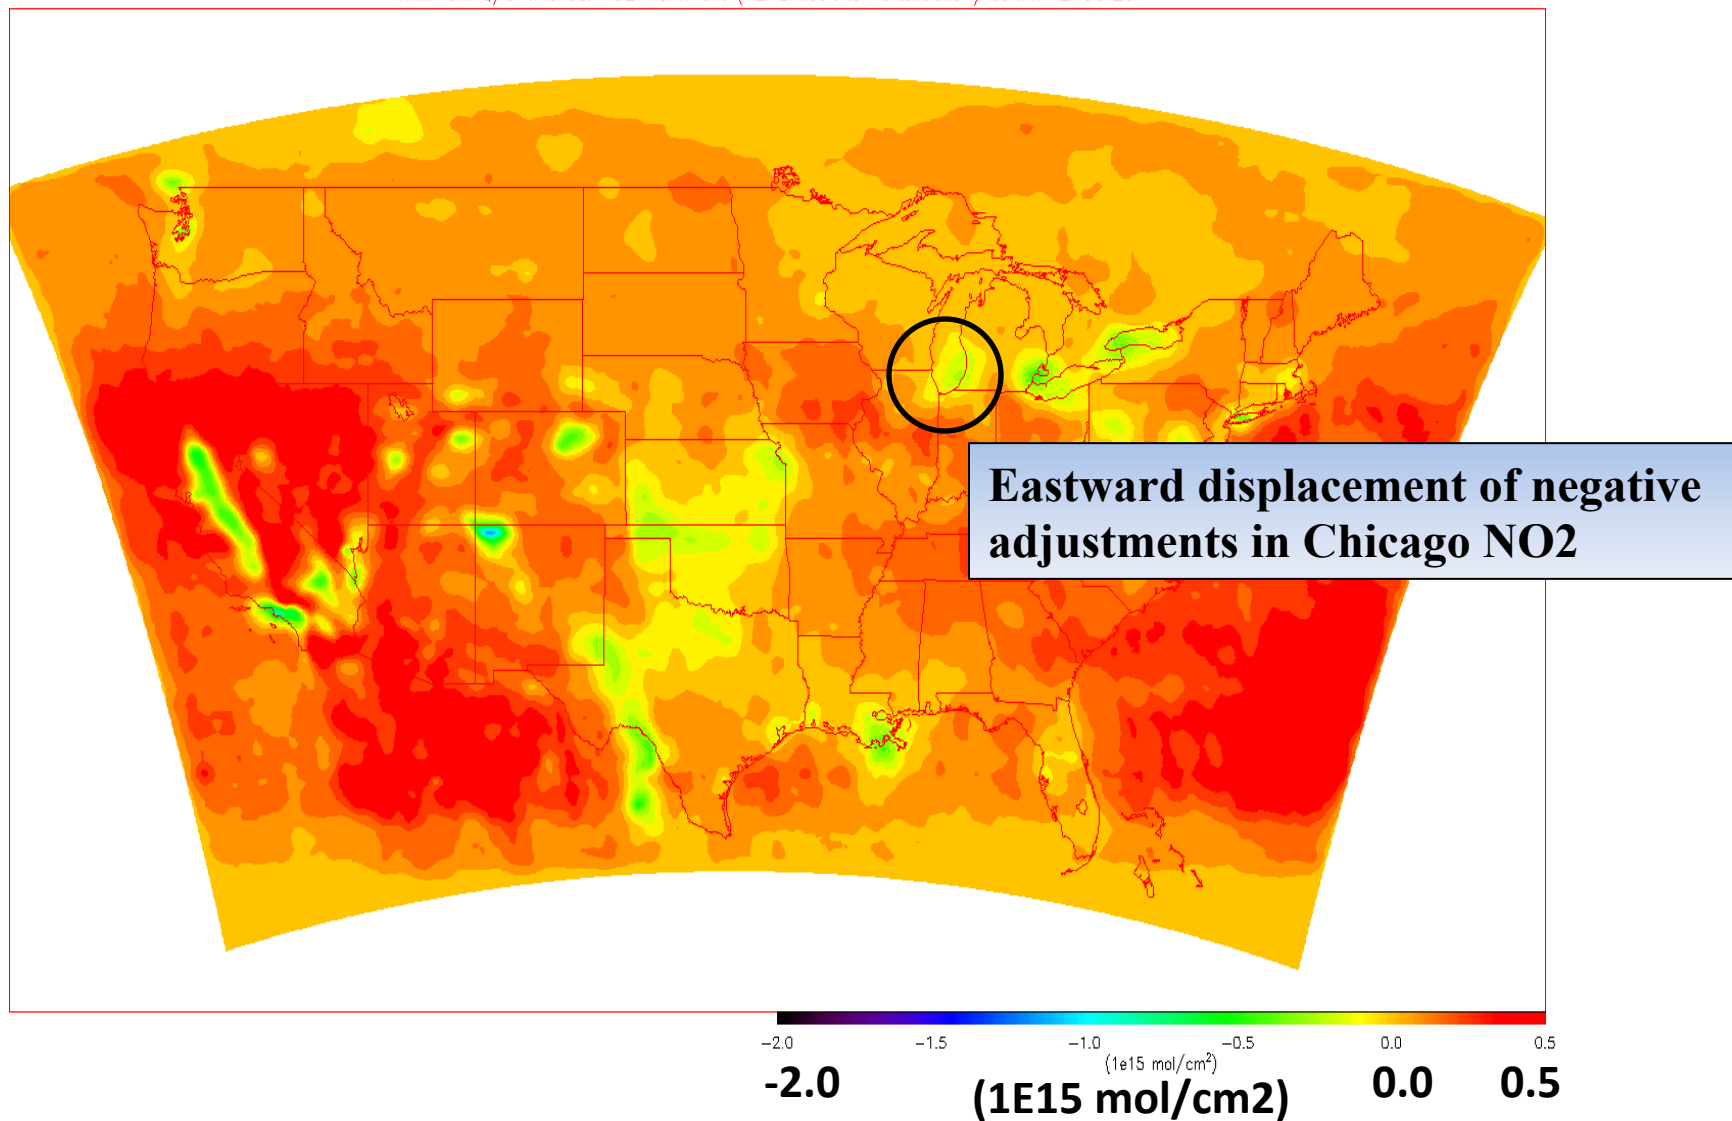 Eastward displacement of negative
adjustments in Chicago NO2
-2.0 -1.5 -1.0 -0.5 0.0 0.5
(1e15 mol/cm²)
-2.0 (1E15 mol/cm2) 0.0 0.5